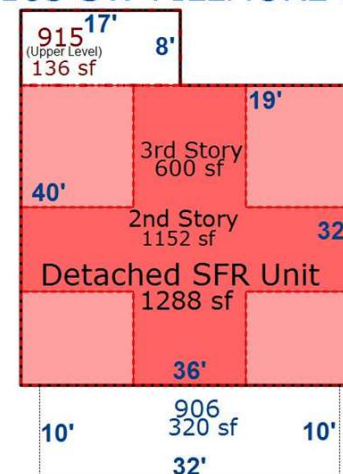 17'
915
(Upper Level)
136 sf
8'
19'
3rd Story
600 sf
40'
2nd Story
1152 sf
32
Detached SFR Unit
1288 sf
36'
906
320 sf
10'
10'
32'